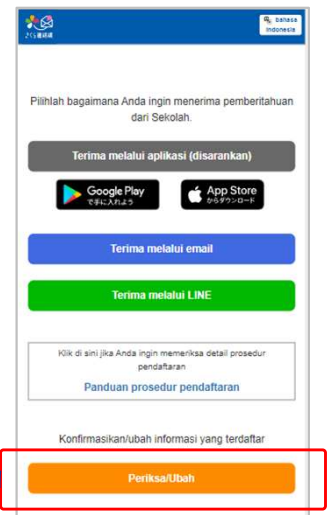 さくら連絡網
bahasa
indonesia
Pilihlah bagaimana Anda ingin menerima pemberitahuan
dari Sekolah.
Terima melalui aplikasi (disarankan)
Google Play
で手に入れよう
App Store
からダウンロード
Terima melalui email
Terima melalui LINE
Klik di sini jika Anda ingin memeriksa detail prosedur
pendaftaran
Panduan prosedur pendaftaran
Konfirmasikan/ubah informasi yang terdaftar
Periksa/Ubah